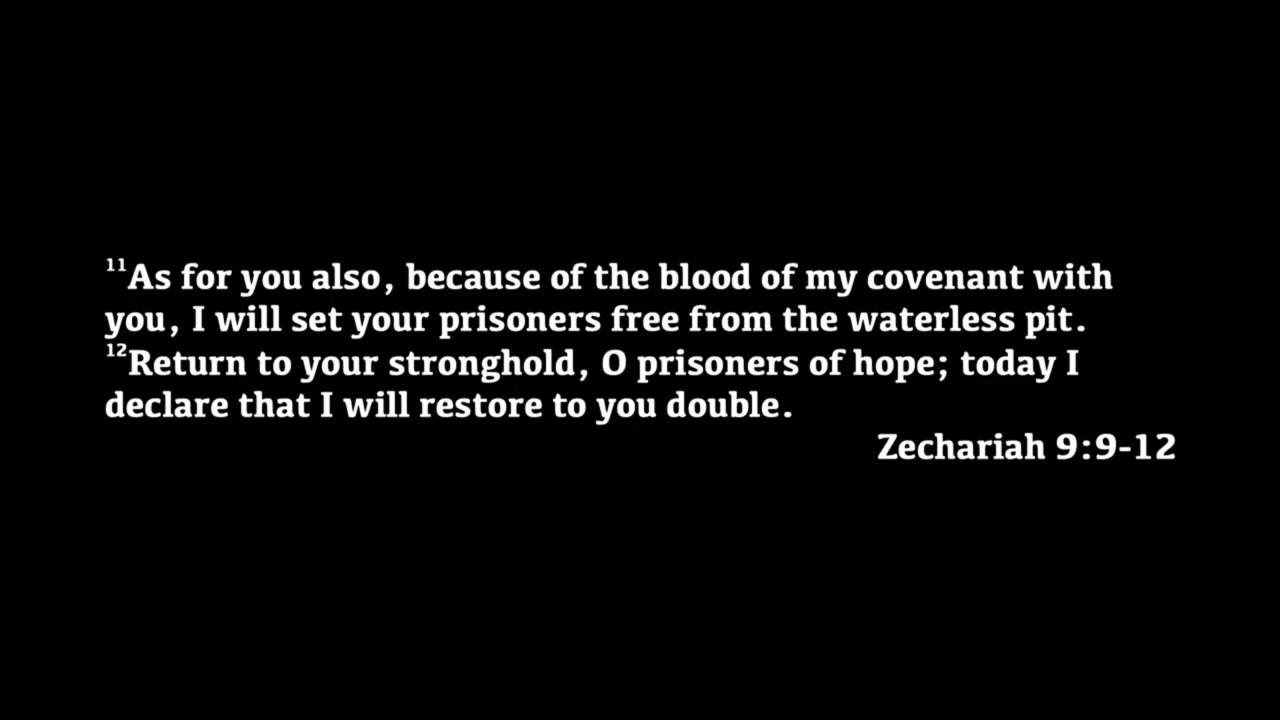 ¹¹As for you also, because of the blood of my covenant with
you, I will set your prisoners free from the waterless pit.
¹²Return to your stronghold, O prisoners of hope; today I
declare that I will restore to you double.
Zechariah 9:9-12